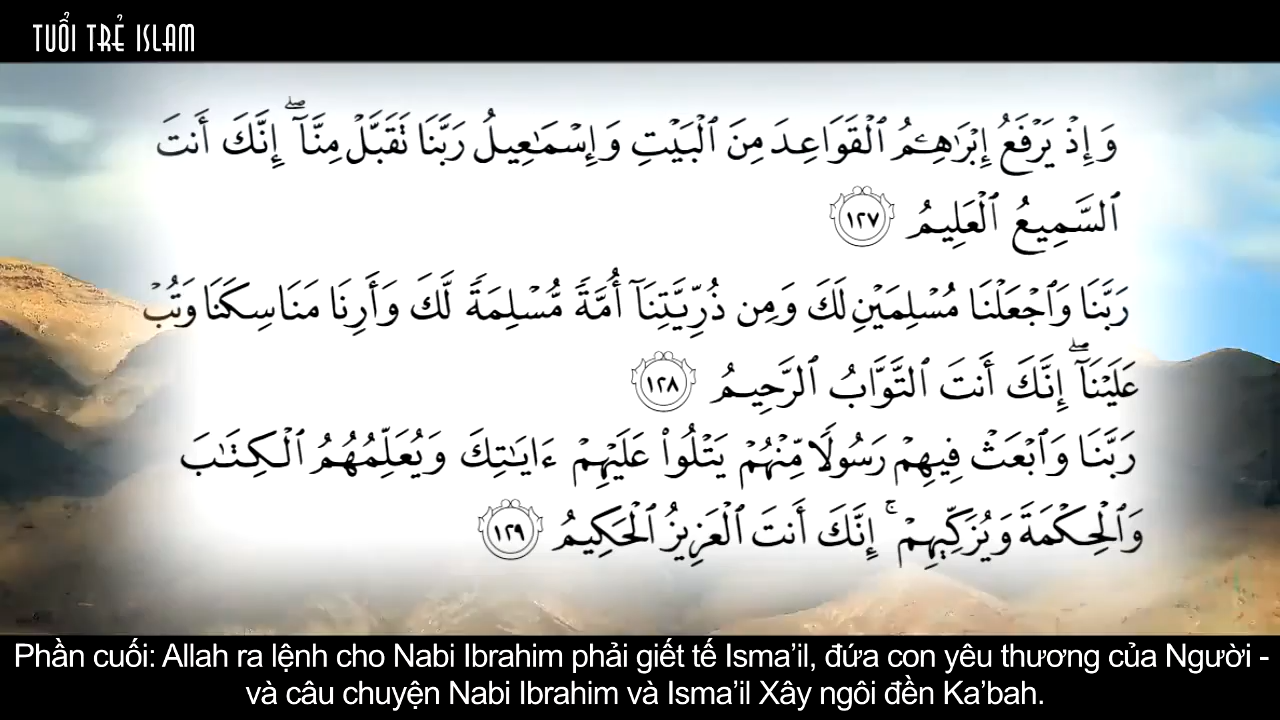 TUỔI TRẺ ISLAM
وَإِذْ يَرْفَعُ إِبْرَٰهِـۧمُ ٱلْقَوَاعِدَ مِنَ ٱلْبَيْتِ وَإِسْمَـٰعِيلُ رَبَّنَا تَقَبَّلْ مِنَّآ ۖ إِنَّكَ أَنتَ
ٱلسَّمِيعُ ٱلْعَلِيمُ ١٢٧
رَبَّنَا وَٱجْعَلْنَا مُسْلِمَيْنِ لَكَ وَمِن ذُرِّيَّتِنَآ أُمَّةً مُّسْلِمَةً لَّكَ وَأَرِنَا مَنَاسِكَنَا وَتُبْ
عَلَيْنَآ ۖ إِنَّكَ أَنتَ ٱلتَّوَّابُ ٱلرَّحِيمُ ١٢٨
رَبَّنَا وَٱبْعَثْ فِيهِمْ رَسُولًا مِّنْهُمْ يَتْلُوا۟ عَلَيْهِمْ ءَايَـٰتِكَ وَيُعَلِّمُهُمُ ٱلْكِتَـٰبَ
وَٱلْحِكْمَةَ وَيُزَكِّيهِمْ ۚ إِنَّكَ أَنتَ ٱلْعَزِيزُ ٱلْحَكِيمُ ١٢٩
Phần cuối: Allah ra lệnh cho Nabi Ibrahim phải giết tế Isma’il, đứa con yêu thương của Người -
và câu chuyện Nabi Ibrahim và Isma’il Xây ngôi đền Ka’bah.